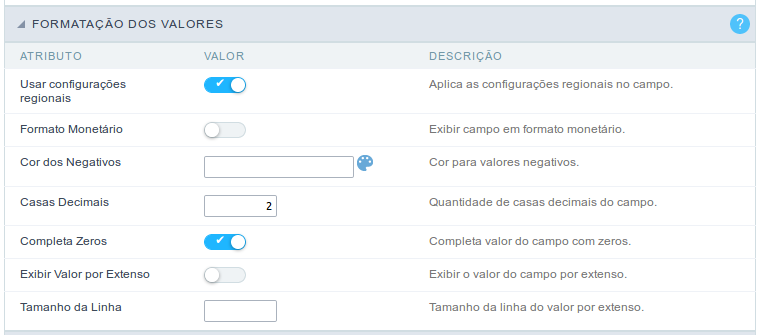 FORMATAÇÃO DOS VALORES
?
ATRIBUTO VALOR DESCRIÇÃO
Usar configurações regionais Aplica as configurações regionais no campo.
Formato Monetário Exibir campo em formato monetário.
Cor dos Negativos Cor para valores negativos.
Casas Decimais 2 Quantidade de casas decimais do campo.
Completa Zeros Completa valor do campo com zeros.
Exibir Valor por Extenso Exibir o valor do campo por extenso.
Tamanho da Linha Tamanho da linha do valor por extenso.